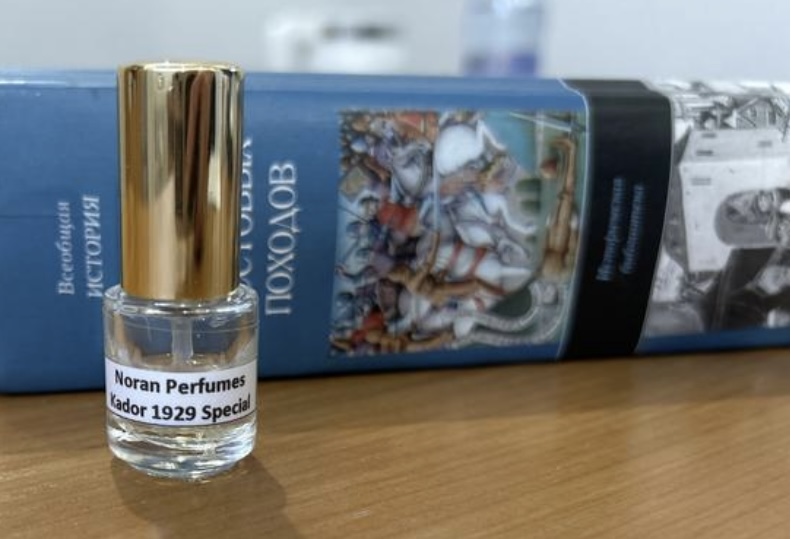 Noran Perfumes
Kador 1929 Special
Всеобщая
ИСТОРИЯ
ПОХОДОВ